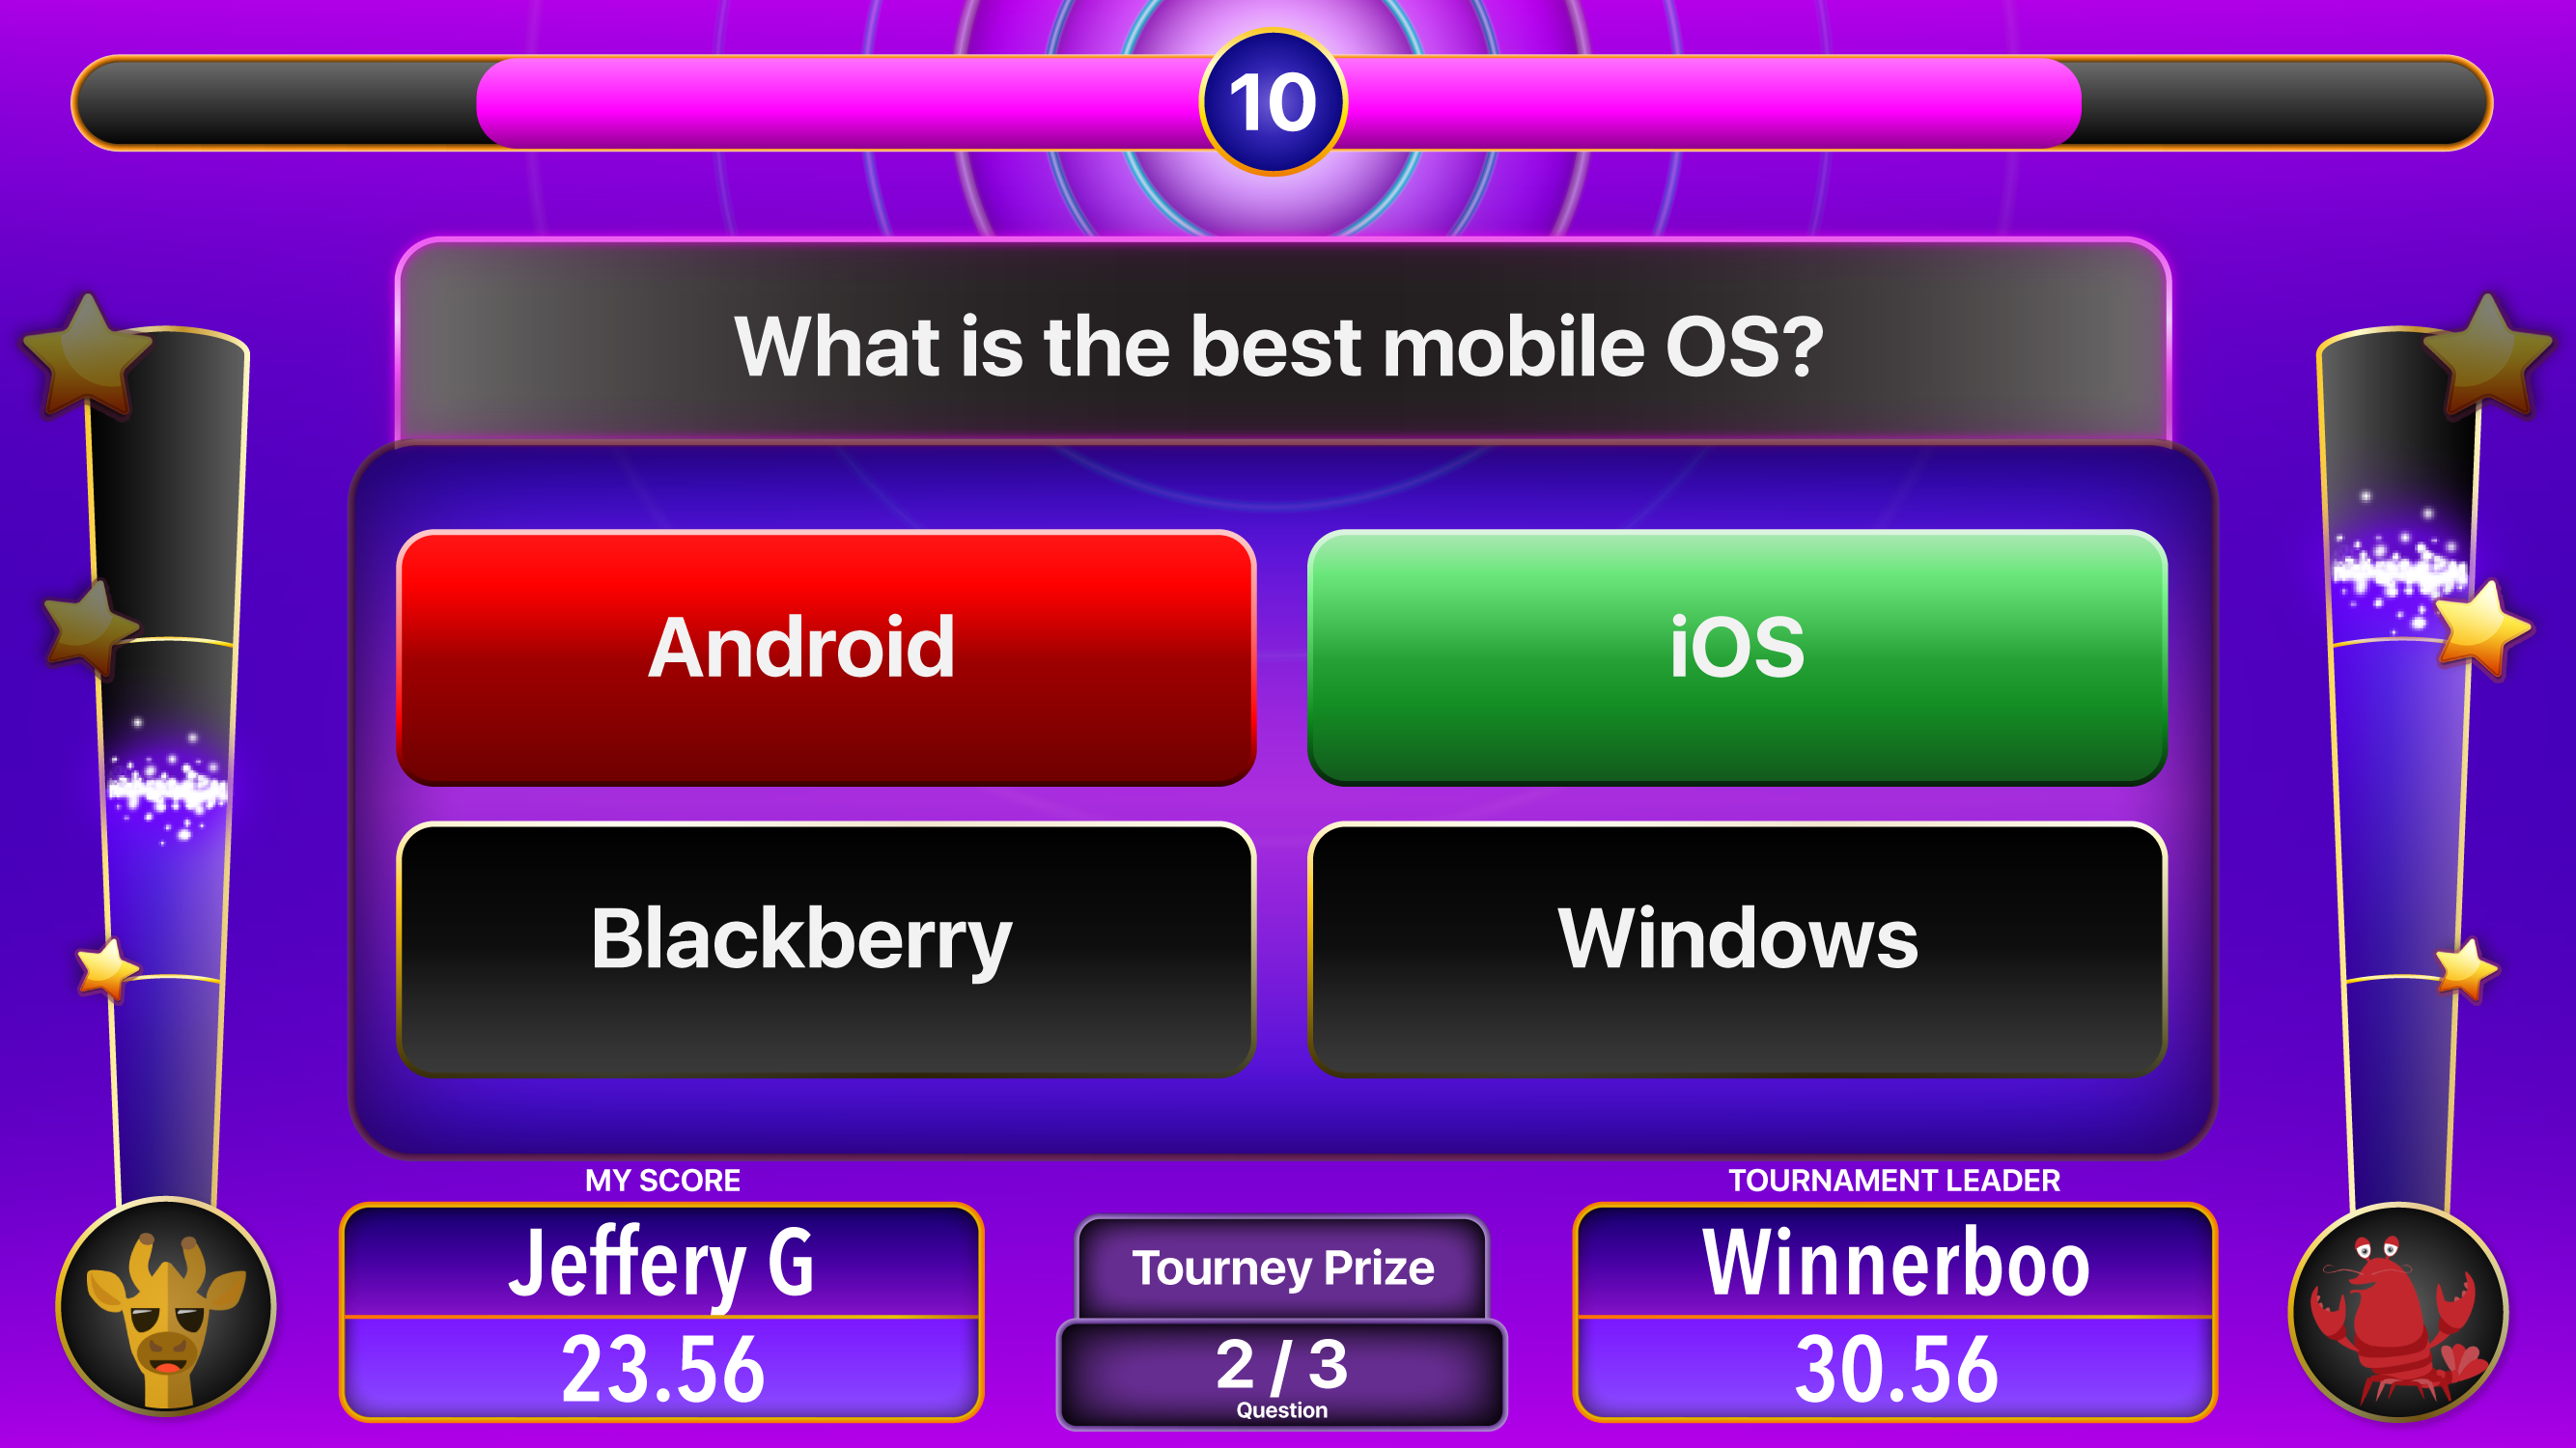 10
What is the best mobile OS?
Android
iOS
Blackberry
Windows
MY SCORE
Jeffery G
23.56
Tourney Prize
2 / 3
Question
TOURNAMENT LEADER
Winnerboo
30.56